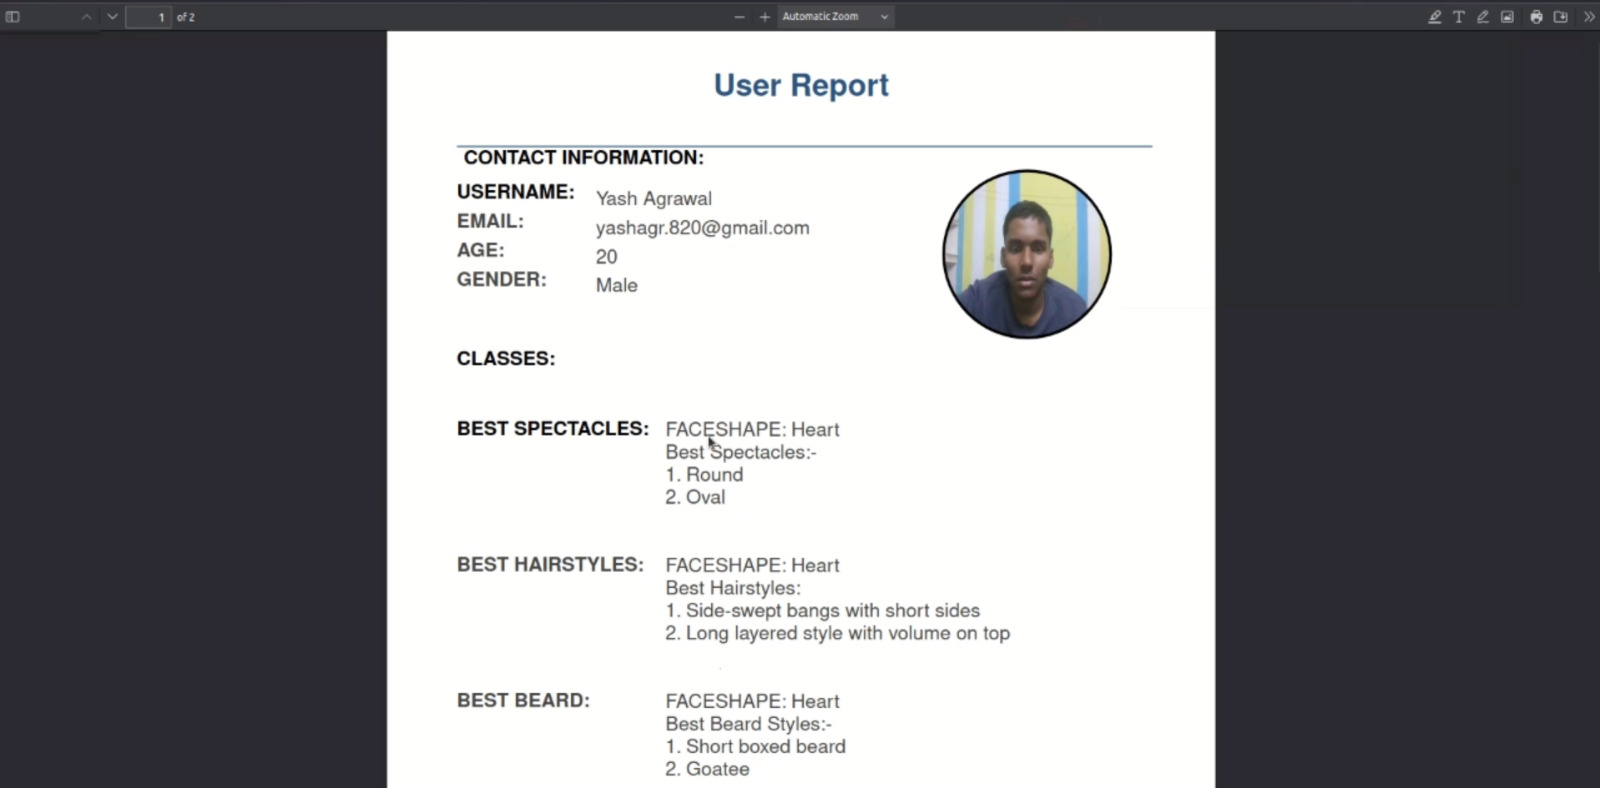 1 of 2
Automatic Zoom
User Report
CONTACT INFORMATION:
USERNAME: Yash Agrawal
EMAIL: yashagr.820@gmail.com
AGE: 20
GENDER: Male
CLASSES:
BEST SPECTACLES: FACESHAPE: Heart
Best Spectacles:-
1. Round
2. Oval
BEST HAIRSTYLES: FACESHAPE: Heart
Best Hairstyles:
1. Side-swept bangs with short sides
2. Long layered style with volume on top
BEST BEARD: FACESHAPE: Heart
Best Beard Styles:-
1. Short boxed beard
2. Goatee